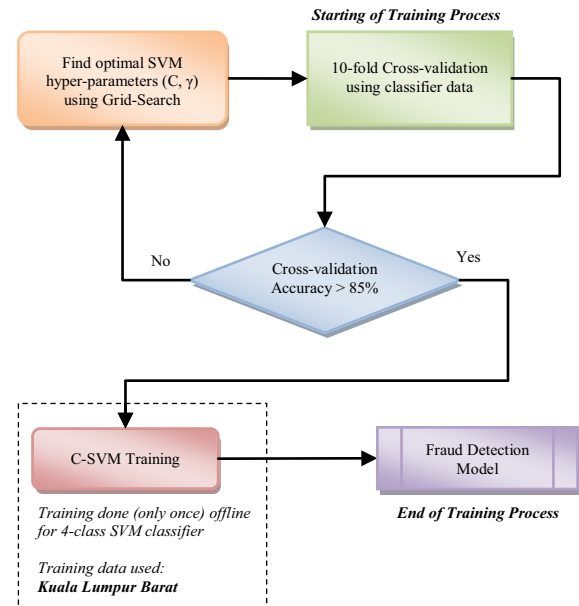 Starting of Training Process
Find optimal SVM
hyper-parameters (C, γ)
using Grid-Search
10-fold Cross-validation
using classifier data
No
Cross-validation
Accuracy > 85%
Yes
C-SVM Training
Fraud Detection
Model
Training done (only once) offline
for 4-class SVM classifier
End of Training Process
Training data used:
Kuala Lumpur Barat